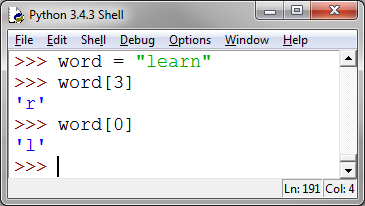 Python 3.4.3 Shell
File Edit Shell Debug Options Window Help
>>> word = "learn"
>>> word[3]
'r'
>>> word[0]
'l'
>>>
Ln: 191 Col: 4